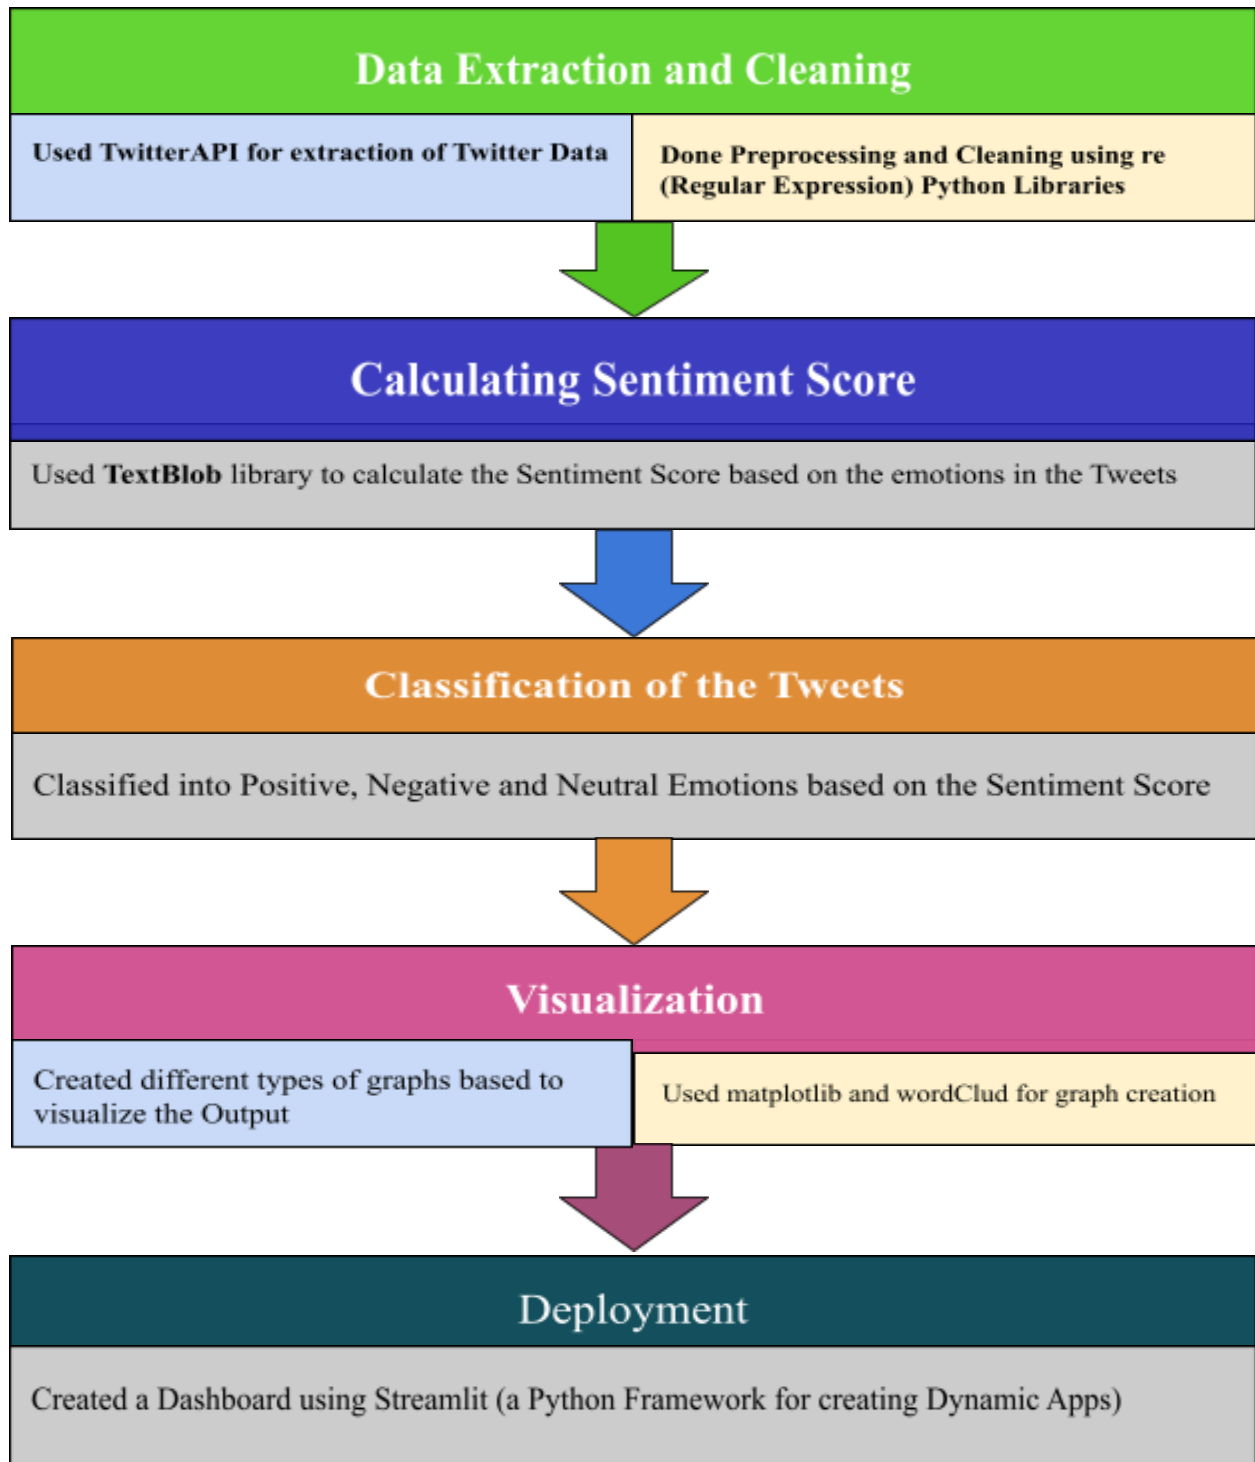 Data Extraction and Cleaning
Used TwitterAPI for extraction of Twitter Data
Done Preprocessing and Cleaning using re
(Regular Expression) Python Libraries
Calculating Sentiment Score
Used TextBlob library to calculate the Sentiment Score based on the emotions in the Tweets
Classification of the Tweets
Classified into Positive, Negative and Neutral Emotions based on the Sentiment Score
Visualization
Created different types of graphs based to
visualize the Output
Used matplotlib and wordClud for graph creation
Deployment
Created a Dashboard using Streamlit (a Python Framework for creating Dynamic Apps)